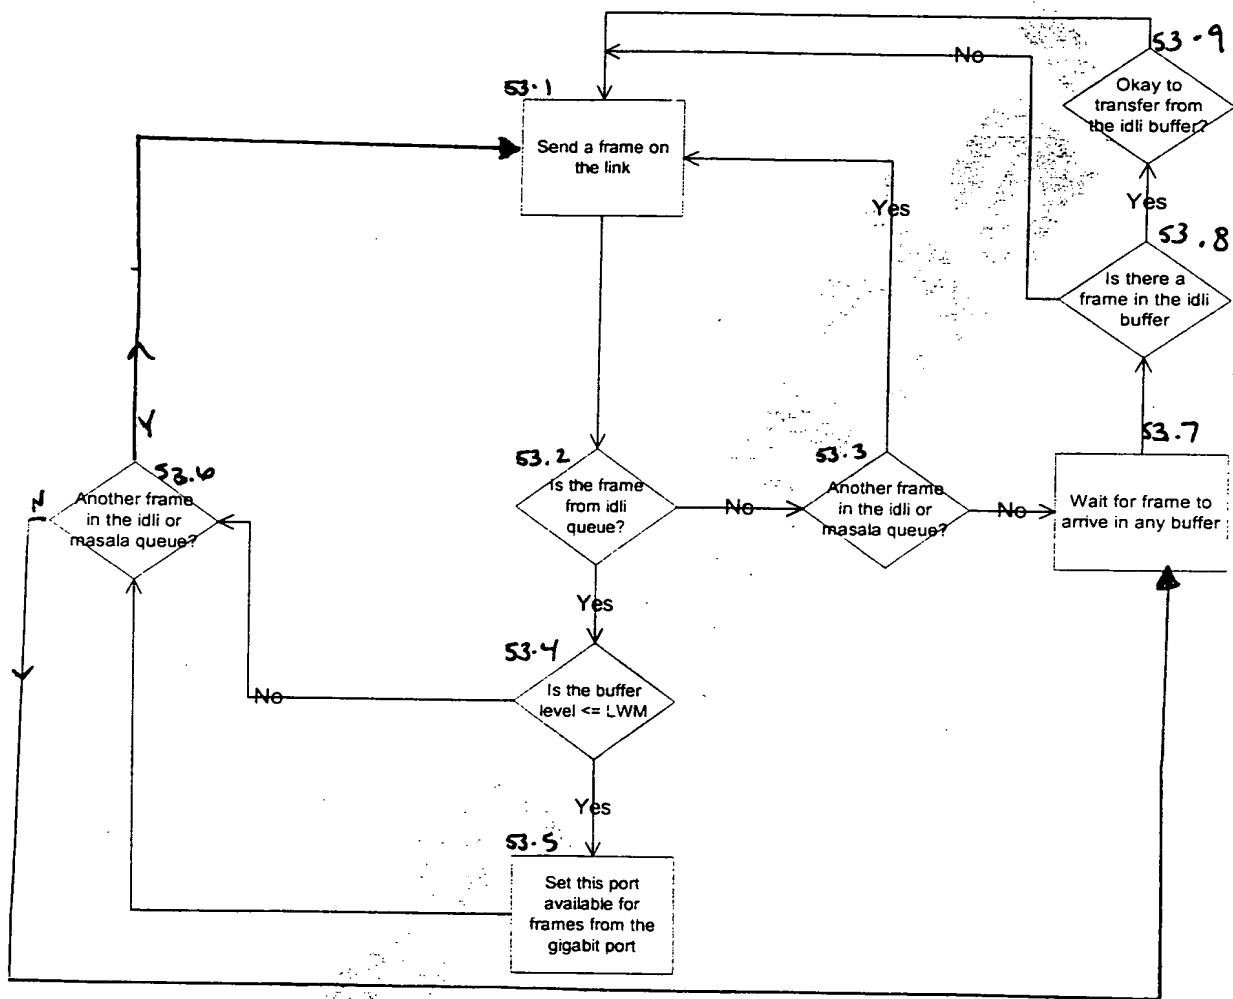 53.9
No
Okay to
transfer from
the idli buffer?
53.1
Send a frame on
the link
Yes
Yes
53.8
Is there a
frame in the idli
buffer
53.7
Wait for frame to
arrive in any buffer
Y
53.6
Another frame
in the idli or
masala queue?
N
53.2
Is the frame
from idli
queue?
No
53.3
Another frame
in the idli or
masala queue?
No
Yes
53.4
Is the buffer
level <= LWM
No
Yes
53.5
Set this port
available for
frames from the
gigabit port